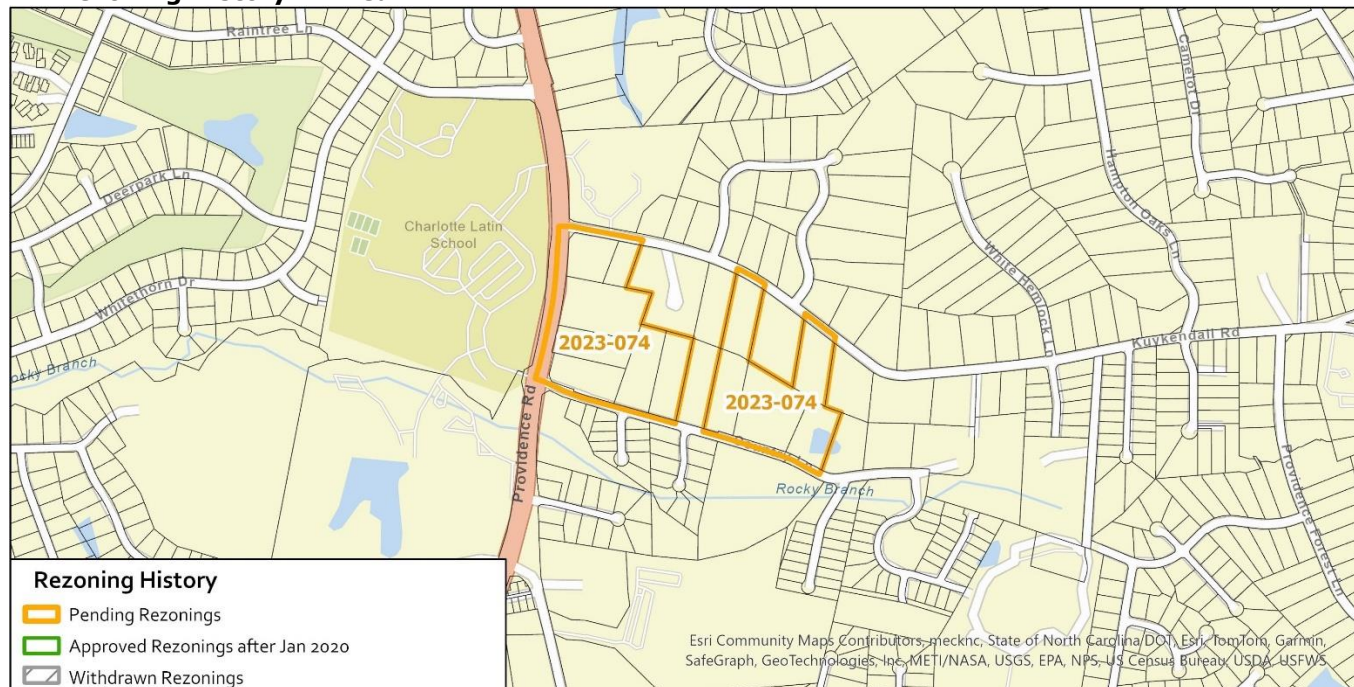 Raintree Ln
Camelot Dr
Deerpark Ln
Hampton Oaks Ln
Charlotte Latin
School
White Hemlock Ln
Whitethorn Dr
Kuykendall Rd
2023-074
2023-074
Rocky Branch
Providence Rd
Rocky Branch
Providence Forest Ln
Rezoning History
Pending Rezonings
Approved Rezonings after Jan 2020
Withdrawn Rezonings
Esri Community Maps Contributors, mecknc, State of North Carolina DOT, Esri, TomTom, Garmin,
SafeGraph, GeoTechnologies, Inc, METI/NASA, USGS, EPA, NPS, US Census Bureau, USDA, USFWS